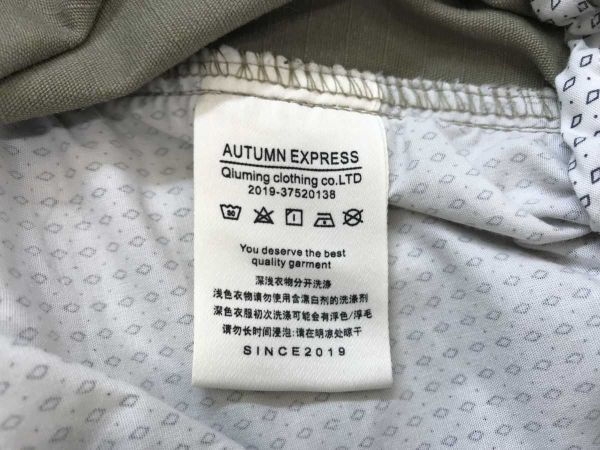 AUTUMN EXPRESS
Qiuming clothing co.LTD
2019-37520138
You deserve the best
quality garment
深浅衣物分开洗涤
浅色衣物请勿使用含漂白剂的洗涤剂
深色衣服初次洗涤可能会有浮色/浮毛
请勿长时间浸泡:请在明凉处晾干
SINCE2019